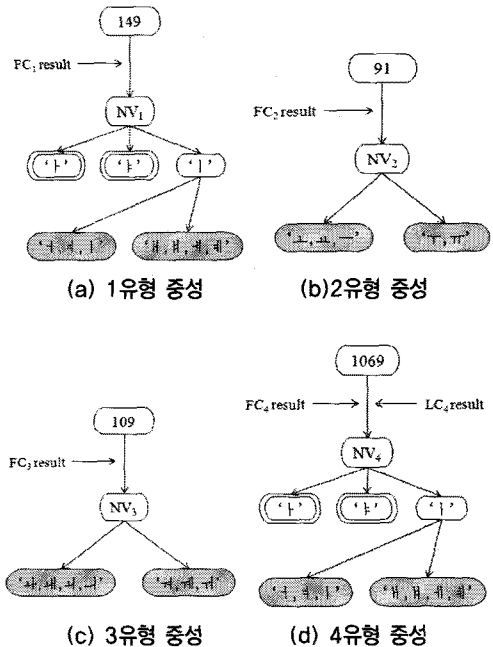 149
FC₁ result
NV₁
'ㅏ' 'ㅑ' 'ㅣ'
'ㅓ,ㅕ,ㅣ' 'ㅐ,ㅒ,ㅔ,ㅖ'
(a) 1유형 중성
91
FC₂ result
NV₂
'ㅗ,ㅛ,ㅡ' 'ㅜ,ㅠ'
(b)2유형 중성
109
FC₃ result
NV₃
(c) 3유형 중성
1069
FC₄ result LC₄ result
NV₄
'ㅏ' 'ㅑ' 'ㅣ'
'ㅓ,ㅕ,ㅣ' 'ㅐ,ㅒ,ㅔ,ㅖ'
(d) 4유형 중성